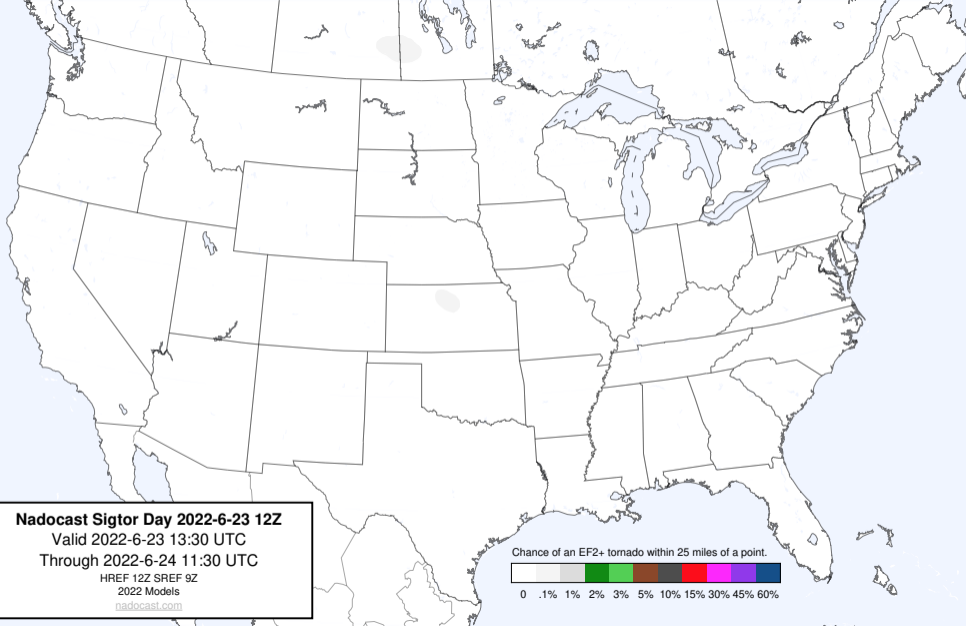 Nadocast Sigtor Day 2022-6-23 12Z
Valid 2022-6-23 13:30 UTC
Through 2022-6-24 11:30 UTC
HREF 12Z SREF 9Z
2022 Models
nadocast.com
Chance of an EF2+ tornado within 25 miles of a point.
0 .1% 1% 2% 3% 5% 10% 15% 30% 45% 60%